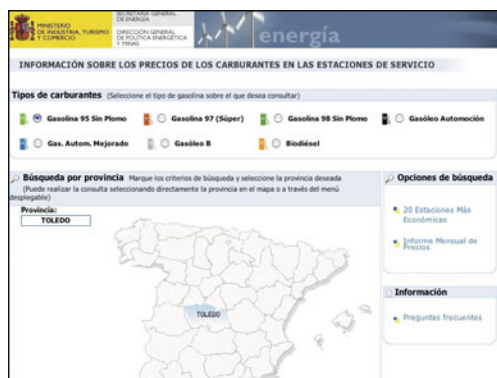 SECRETARÍA GENERAL
DE ENERGÍA
MINISTERIO
DE INDUSTRIA, TURISMO
Y COMERCIO
DIRECCIÓN GENERAL
DE POLÍTICA ENERGÉTICA
Y MINAS
energía
INFORMACIÓN SOBRE LOS PRECIOS DE LOS CARBURANTES EN LAS ESTACIONES DE SERVICIO
Tipos de carburantes (Seleccione el tipo de gasolina sobre el que desea consultar)
Gasolina 95 Sin Plomo Gasolina 97 (Súper) Gasolina 98 Sin Plomo Gasóleo Automoción
Gas. Autom. Mejorado Gasóleo B Biodiésel
Búsqueda por provincia Marque los criterios de búsqueda y seleccione la provincia deseada
(Puede realizar la consulta seleccionando directamente la provincia en el mapa o a través del menú
desplegable)
Provincia:
TOLEDO
TOLEDO
Opciones de búsqueda
20 Estaciones Más
Económicas
Informe Mensual de
Precios
Información
Preguntas frecuentes